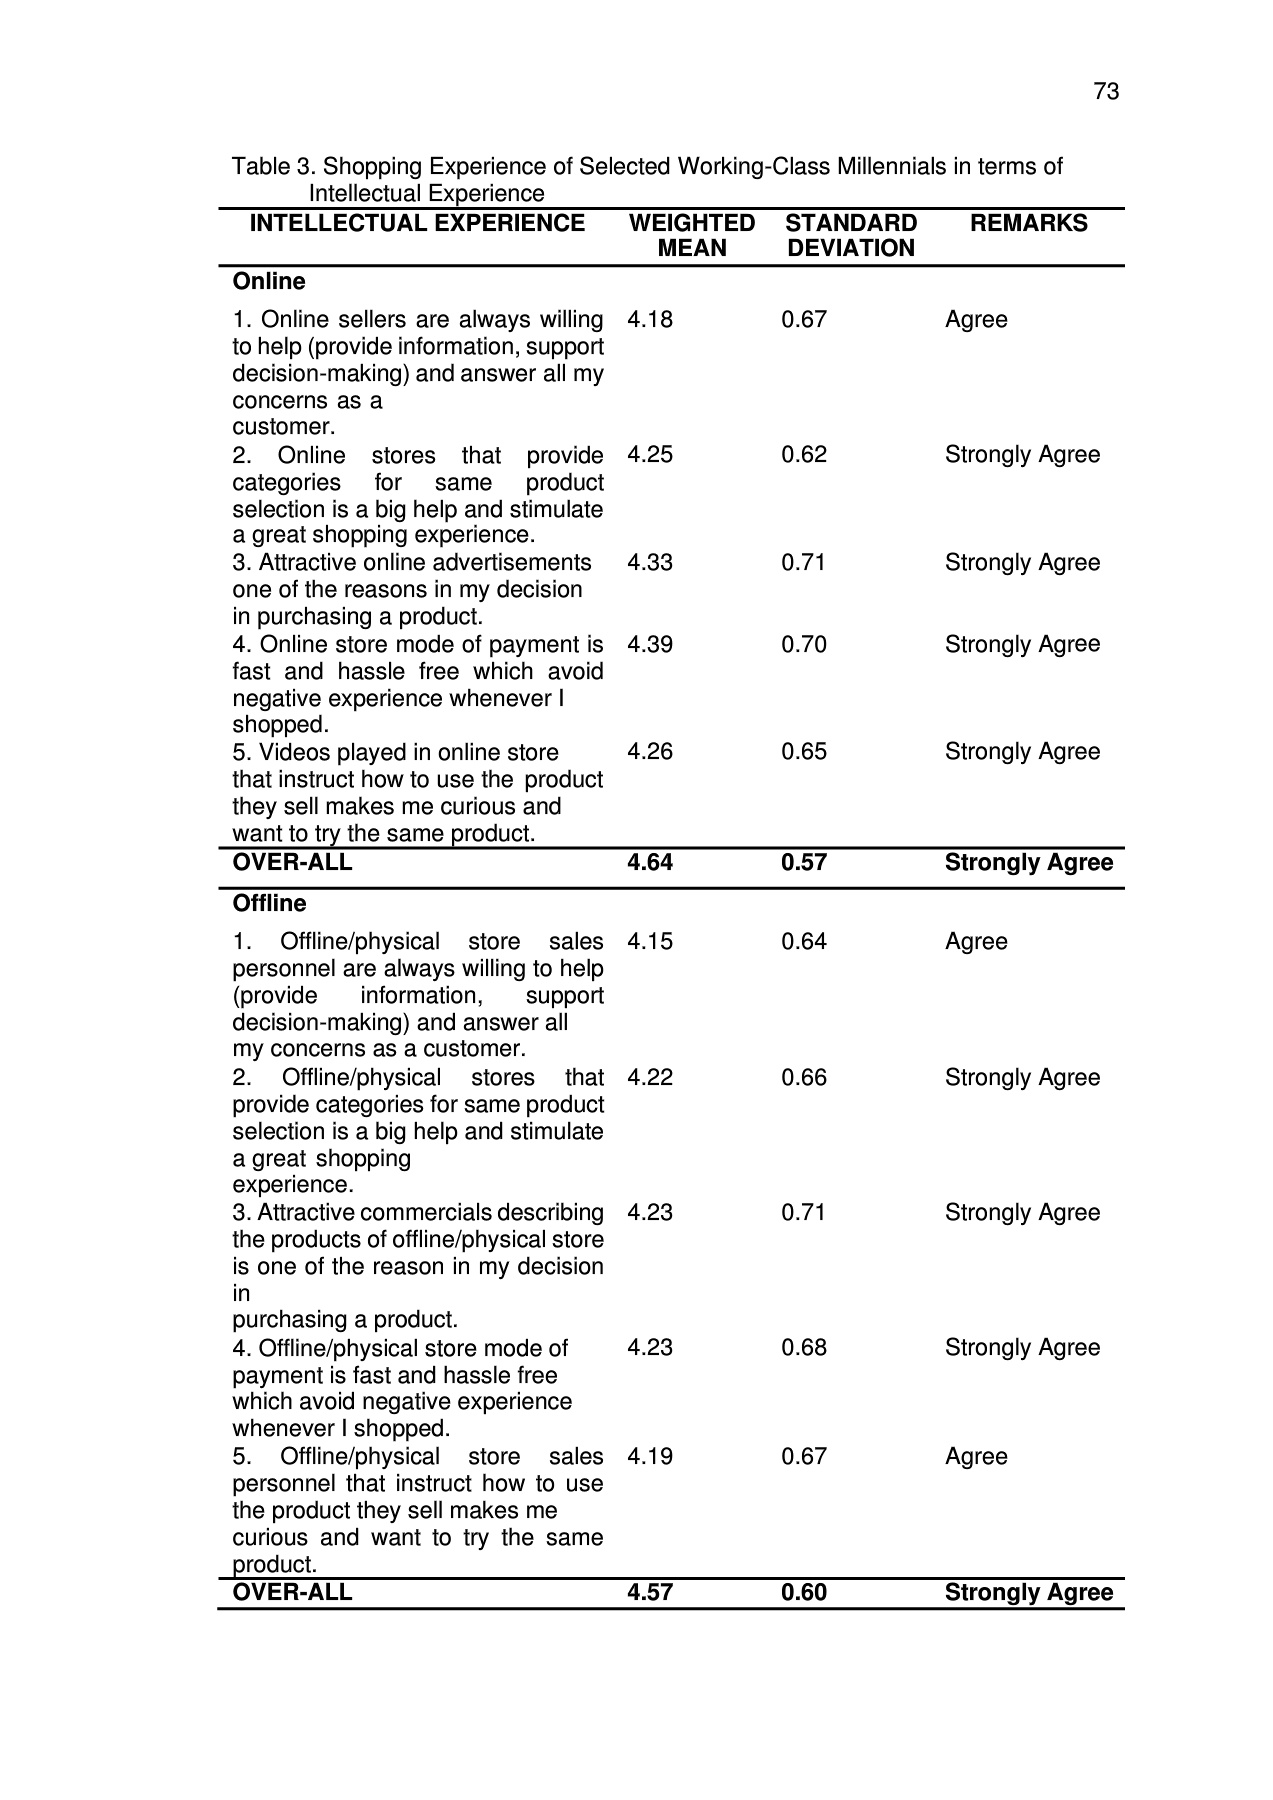 73
Table 3. Shopping Experience of Selected Working-Class Millennials in terms of
Intellectual Experience
INTELLECTUAL EXPERIENCE WEIGHTED MEAN STANDARD DEVIATION REMARKS
Online
1. Online sellers are always willing 4.18 0.67 Agree
to help (provide information, support
decision-making) and answer all my
concerns as a
customer.
2. Online stores that provide 4.25 0.62 Strongly Agree
categories for same product
selection is a big help and stimulate
a great shopping experience.
3. Attractive online advertisements 4.33 0.71 Strongly Agree
one of the reasons in my decision
in purchasing a product.
4. Online store mode of payment is 4.39 0.70 Strongly Agree
fast and hassle free which avoid
negative experience whenever I
shopped.
5. Videos played in online store 4.26 0.65 Strongly Agree
that instruct how to use the product
they sell makes me curious and
want to try the same product.
OVER-ALL 4.64 0.57 Strongly Agree
Offline
1. Offline/physical store sales 4.15 0.64 Agree
personnel are always willing to help
(provide information, support
decision-making) and answer all
my concerns as a customer.
2. Offline/physical stores that 4.22 0.66 Strongly Agree
provide categories for same product
selection is a big help and stimulate
a great shopping
experience.
3. Attractive commercials describing 4.23 0.71 Strongly Agree
the products of offline/physical store
is one of the reason in my decision
in
purchasing a product.
4. Offline/physical store mode of 4.23 0.68 Strongly Agree
payment is fast and hassle free
which avoid negative experience
whenever I shopped.
5. Offline/physical store sales 4.19 0.67 Agree
personnel that instruct how to use
the product they sell makes me
curious and want to try the same
product.
OVER-ALL 4.57 0.60 Strongly Agree